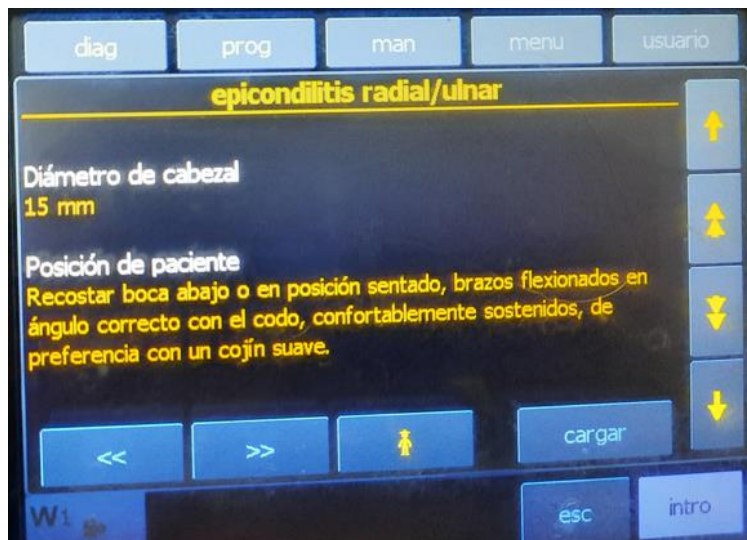 diag prog man menu usuario
epicondilitis radial/ulnar
Diámetro de cabezal
15 mm
Posición de paciente
Recostar boca abajo o en posición sentado, brazos flexionados en
ángulo correcto con el codo, confortablemente sostenidos, de
preferencia con un cojín suave.
<< >> cargar
W1 esc intro